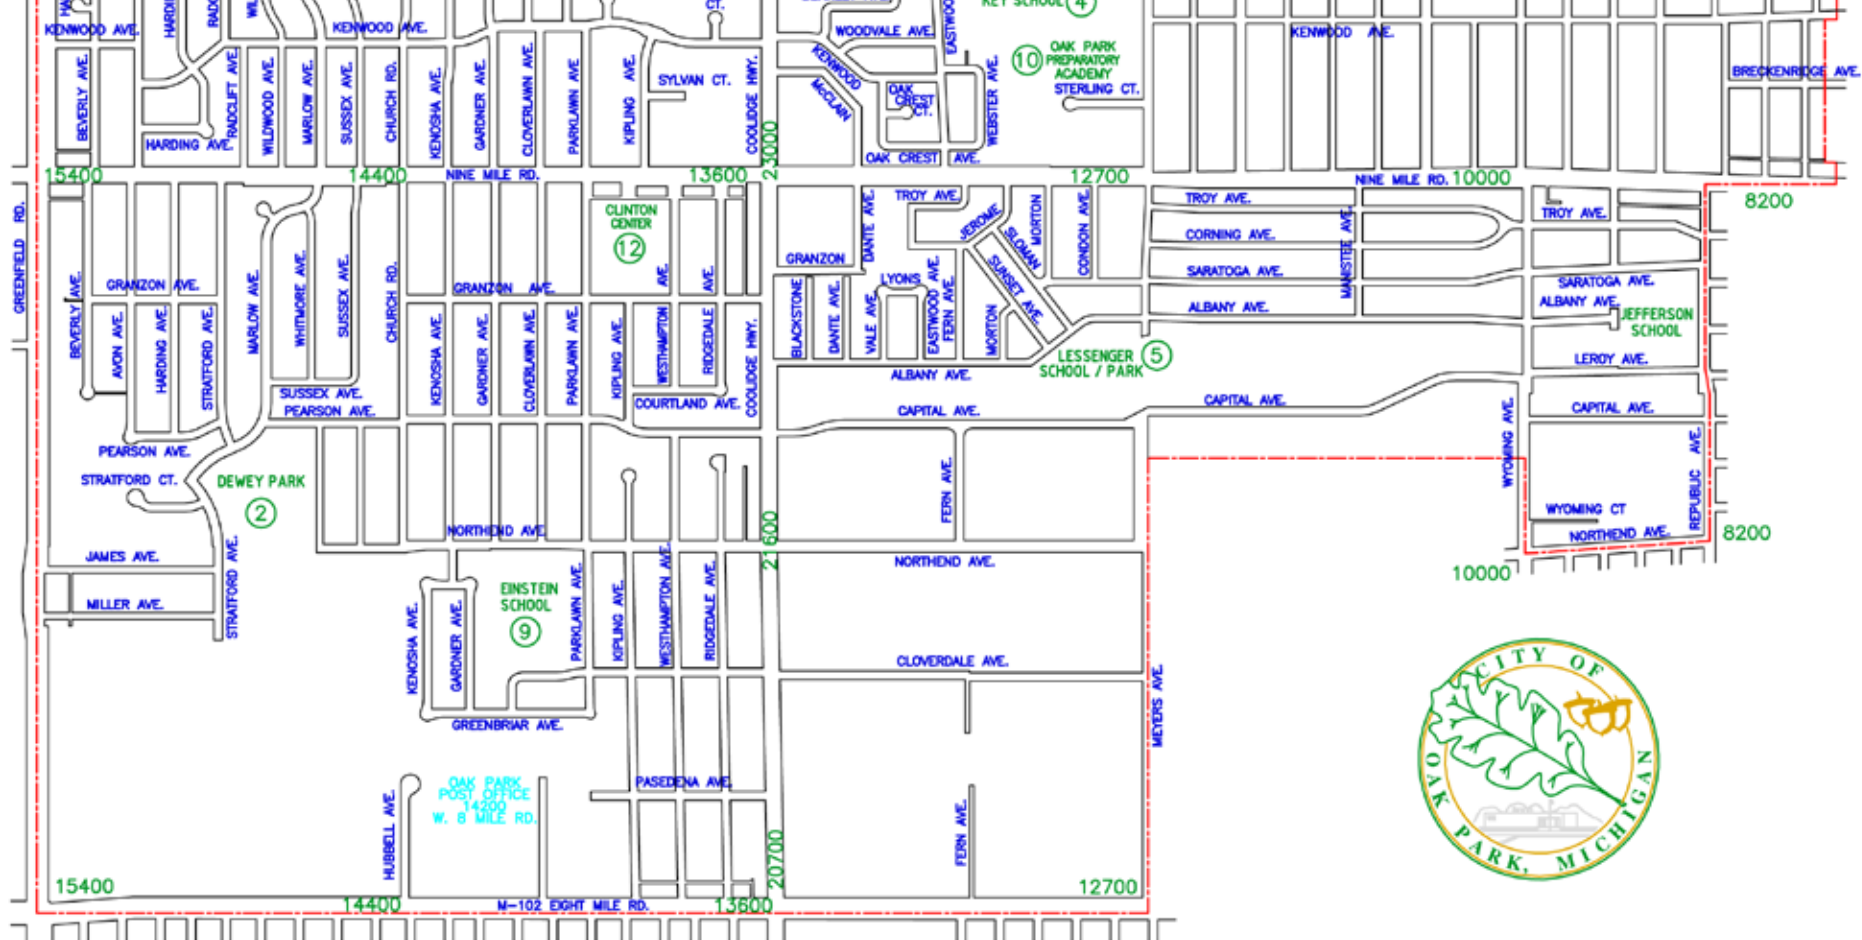 KEY SCHOOL 4
CT.
KENWOOD AVE.
KENWOOD AVE.
WOODVALE AVE.
KENWOOD AVE.
10 OAK PARK
PREPARATORY
ACADEMY
STERLING CT.
BRECKENRIDGE AVE.
BEVERLY AVE.
RADCLIFT AVE.
WILDWOOD AVE.
MARLOW AVE.
SUSSEX AVE.
CHURCH RD.
KENOSHA AVE.
GARDNER AVE.
CLOVERLAWN AVE.
PARKLAWN AVE.
KIPLING AVE.
SYLVAN CT.
COOLIDGE HWY.
23000
KENWOOD
McCLAIN
OAK
CREST
CT.
WEBSTER AVE.
HARDING AVE.
OAK CREST AVE.
15400
14400
NINE MILE RD.
13600
12700
NINE MILE RD.
10000
8200
GREENFIELD RD.
CLINTON
CENTER
12
TROY AVE.
TROY AVE.
TROY AVE.
DANTE AVE.
JEROME
SLOMAN
MORTON
CONDON AVE.
CORNING AVE.
MANISTEE AVE.
GRANZON
SARATOGA AVE.
SARATOGA AVE.
GRANZON AVE.
GRANZON AVE.
LYONS
SUNSET AVE.
ALBANY AVE.
ALBANY AVE.
JEFFERSON
SCHOOL
BEVERLY AVE.
AVON AVE.
HARDING AVE.
STRATFORD AVE.
MARLOW AVE.
WHITMORE AVE.
SUSSEX AVE.
CHURCH RD.
KENOSHA AVE.
GARDNER AVE.
CLOVERLAWN AVE.
PARKLAWN AVE.
KIPLING AVE.
WESTHAMPTON
AVE.
RIDGEDALE
AVE.
COOLIDGE HWY.
BLACKSTONE
DANTE AVE.
VALE AVE.
EASTWOOD AVE.
FERN AVE.
MORTON
LESSENGER
SCHOOL / PARK
5
LEROY AVE.
ALBANY AVE.
SUSSEX AVE.
PEARSON AVE.
COURTLAND AVE.
CAPITAL AVE.
CAPITAL AVE.
CAPITAL AVE.
PEARSON AVE.
STRATFORD CT.
DEWEY PARK
2
FERN AVE.
WYOMING AVE.
REPUBLIC AVE.
WYOMING CT
NORTHEND AVE.
8200
10000
NORTHEND AVE
21600
NORTHEND AVE.
JAMES AVE.
STRATFORD AVE.
MILLER AVE.
EINSTEIN
SCHOOL
9
KENOSHA AVE.
GARDNER AVE.
PARKLAWN AVE.
KIPLING AVE.
WESTHAMPTON AVE.
RIDGEDALE AVE.
CLOVERDALE AVE.
MEYERS AVE.
GREENBRIAR AVE.
OAK PARK
POST OFFICE
14200
W. 8 MILE RD.
PASEDENA AVE.
HUBBELL AVE.
FERN AVE.
20700
15400
14400
M-102 EIGHT MILE RD.
13600
12700
CITY OF
OAK PARK, MICHIGAN